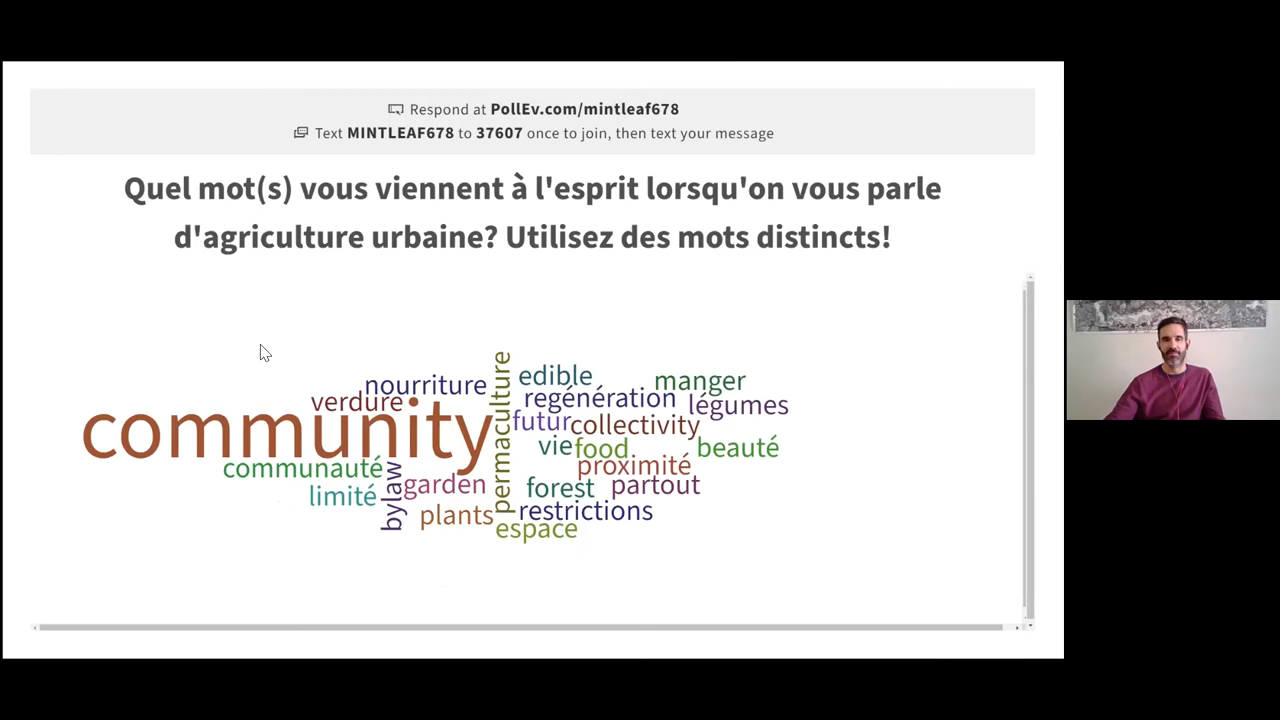 Respond at PollEv.com/mintleaf678
Text MINTLEAF678 to 37607 once to join, then text your message
Quel mot(s) vous viennent à l'esprit lorsqu'on vous parle
d'agriculture urbaine? Utilisez des mots distincts!
permaculture
edible
manger
nourriture
regénération
verdure
légumes
community
futur
collectivity
vie
food
beauté
communauté
proximité
bylaw
garden
forest
partout
limité
plants
restrictions
espace